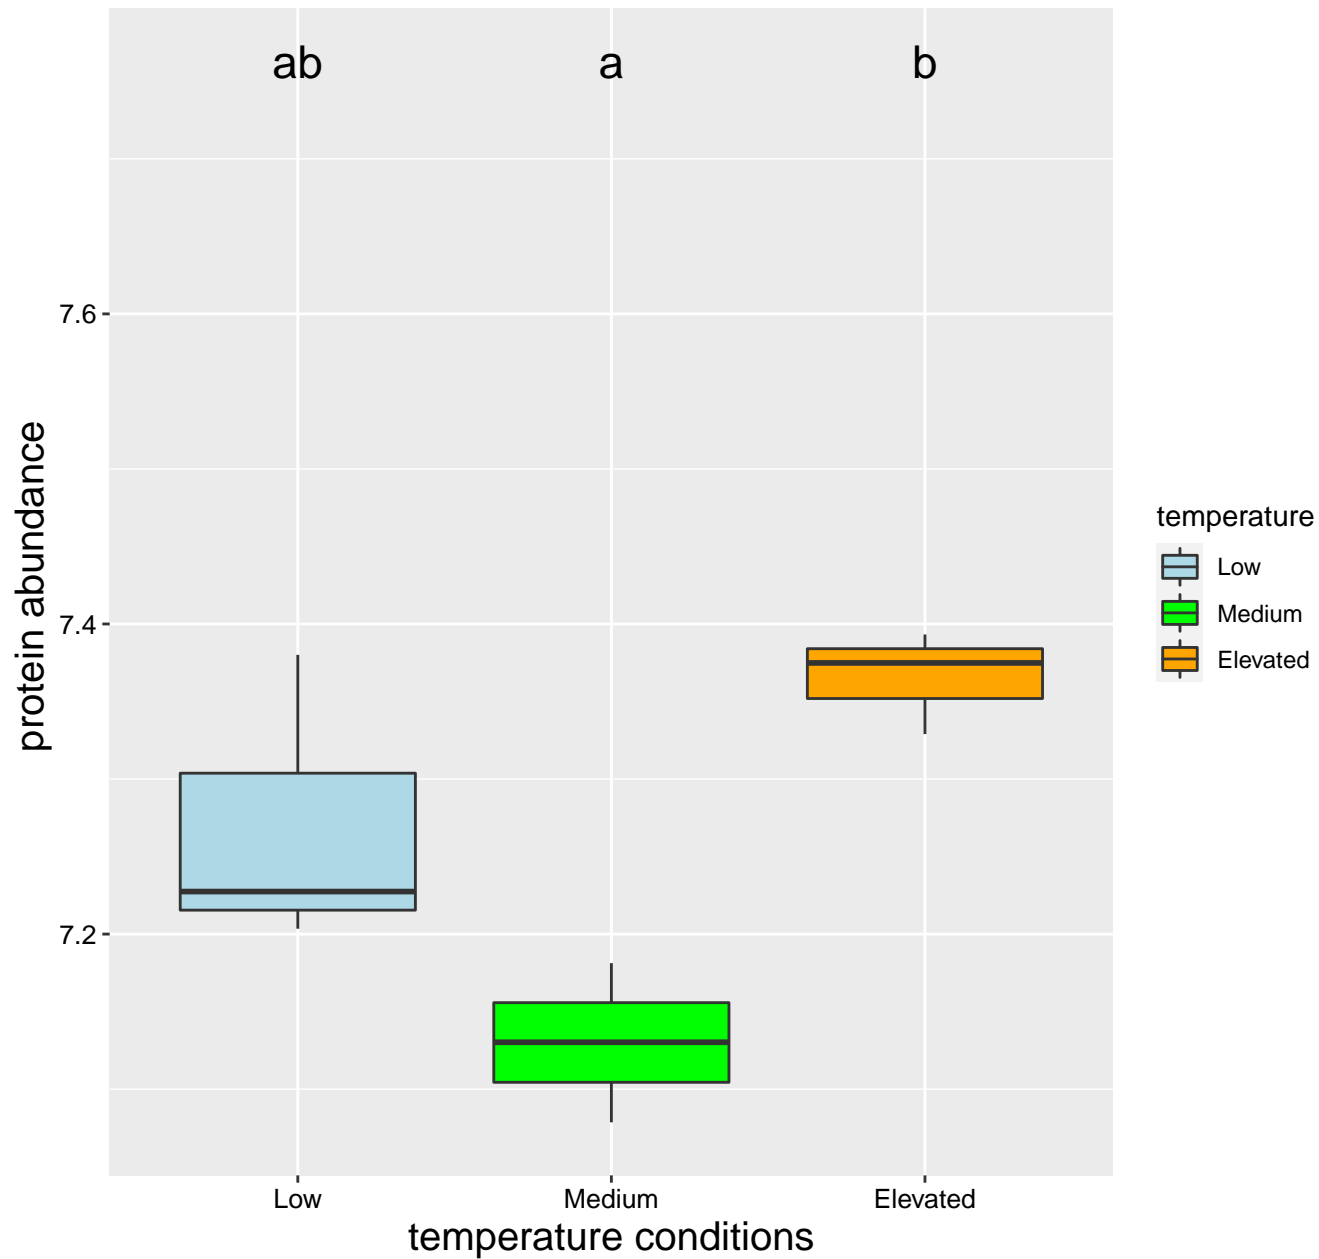 ab a b
7.6
7.4
7.2
protein abundance
Low Medium Elevated
temperature conditions
temperature
Low
Medium
Elevated